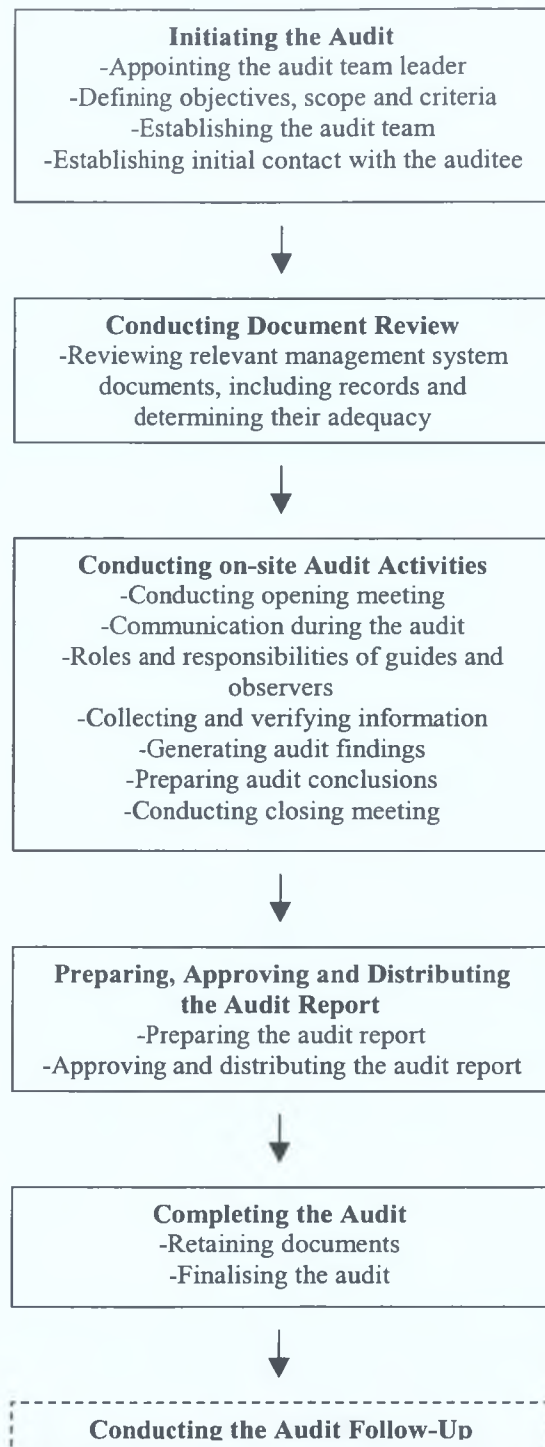 Initiating the Audit
-Appointing the audit team leader
-Defining objectives, scope and criteria
-Establishing the audit team
-Establishing initial contact with the auditee
Conducting Document Review
-Reviewing relevant management system
documents, including records and
determining their adequacy
Conducting on-site Audit Activities
-Conducting opening meeting
-Communication during the audit
-Roles and responsibilities of guides and
observers
-Collecting and verifying information
-Generating audit findings
-Preparing audit conclusions
-Conducting closing meeting
Preparing, Approving and Distributing
the Audit Report
-Preparing the audit report
-Approving and distributing the audit report
Completing the Audit
-Retaining documents
-Finalising the audit
Conducting the Audit Follow-Up